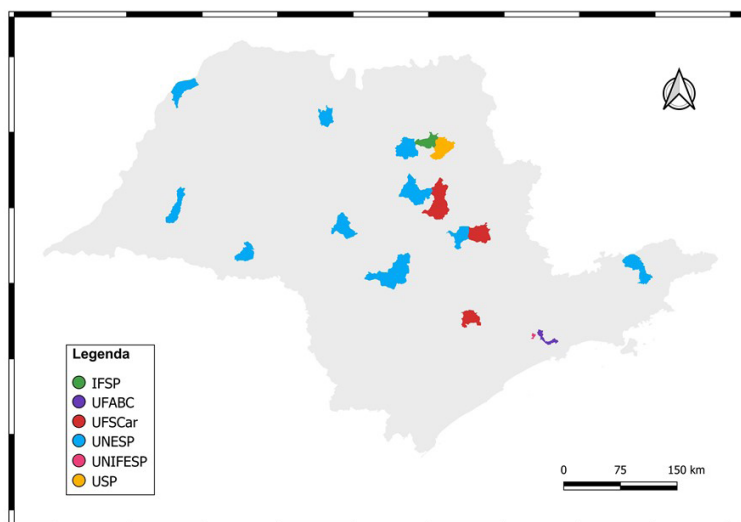 Legenda
IFSP
UFABC
UFSCar
UNESP
UNIFESP
USP
0 75 150 km